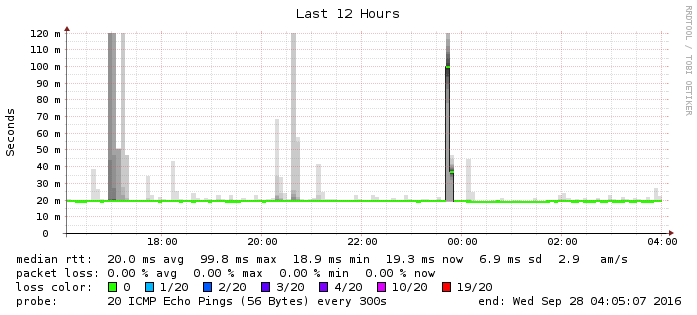 Last 12 Hours
RRDTOOL / TOBI OETIKER
Seconds
120 m
110 m
100 m
90 m
80 m
70 m
60 m
50 m
40 m
30 m
20 m
10 m
0
18:00 20:00 22:00 00:00 02:00 04:00
median rtt: 20.0 ms avg 99.8 ms max 18.9 ms min 19.3 ms now 6.9 ms sd 2.9 am/s
packet loss: 0.00 % avg 0.00 % max 0.00 % min 0.00 % now
loss color: 0 1/20 2/20 3/20 4/20 10/20 19/20
probe: 20 ICMP Echo Pings (56 Bytes) every 300s end: Wed Sep 28 04:05:07 2016